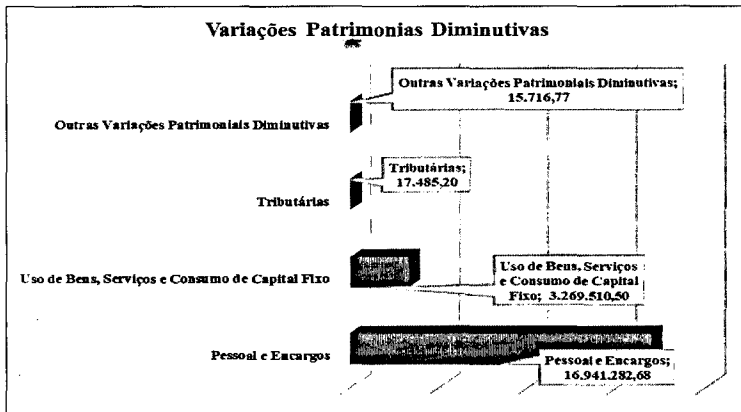 Variações Patrimonias Diminutivas
Outras Variações Patrimoniais Diminutivas;
15.716,77
Outras Variações Patrimoniais Diminutivas
Tributárias;
17.485,20
Tributárias
Uso de Bens, Serviços
e Consumo de Capital
Fixo; 3.269.510,50
Uso de Bens, Serviços e Consumo de Capital Fixo
Pessoal e Encargos
Pessoal e Encargos;
16.941.282,68